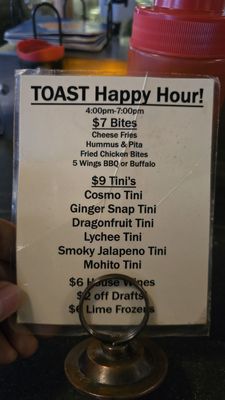 TOAST Happy Hour!
4:00pm-7:00pm
$7 Bites
Cheese Fries
Hummus & Pita
Fried Chicken Bites
5 Wings BBQ or Buffalo
$9 Tini's
Cosmo Tini
Ginger Snap Tini
Dragonfruit Tini
Lychee Tini
Smoky Jalapeno Tini
Mohito Tini
$6 House Wines
$2 off Drafts
$6 Lime Frozens